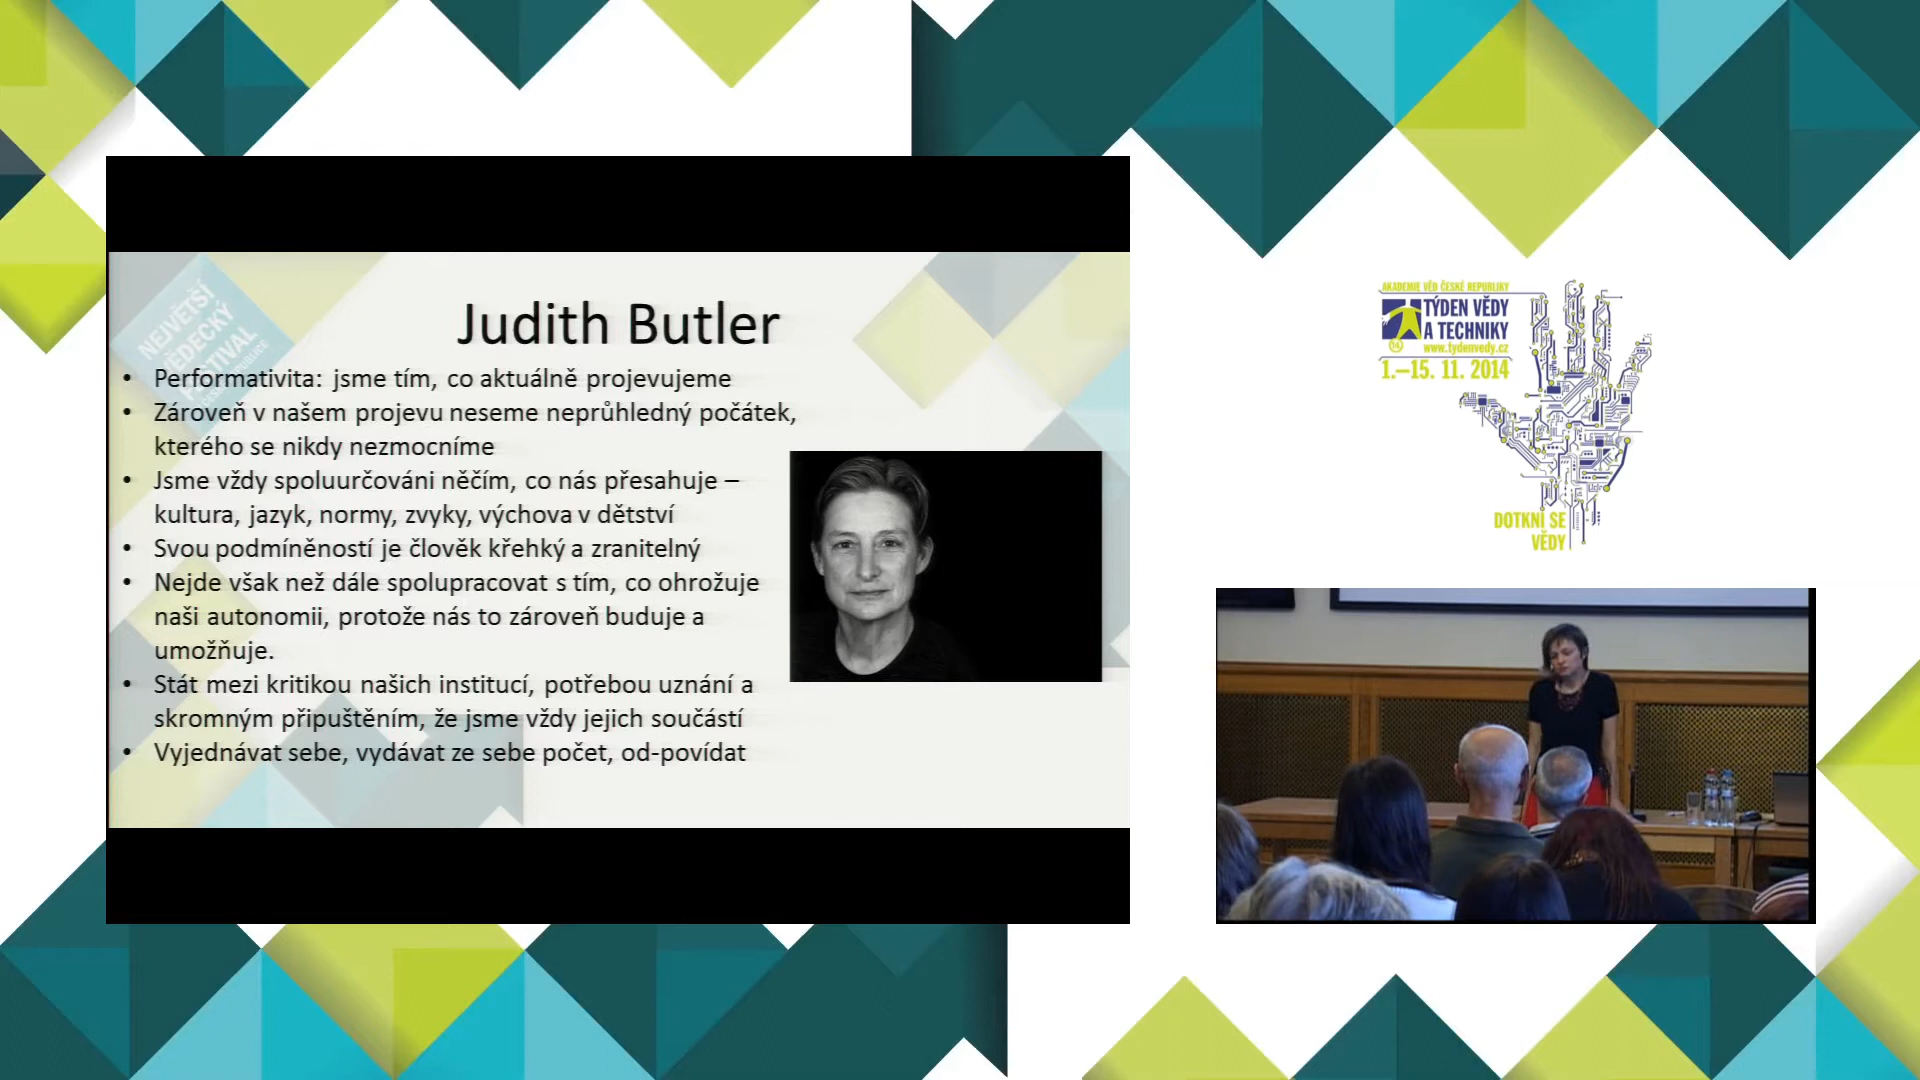 Judith Butler
• Performativita: jsme tím, co aktuálně projevujeme
• Zároveň v našem projevu neseme neprůhledný počátek,
kterého se nikdy nezmocníme
• Jsme vždy spoluurčováni něčím, co nás přesahuje –
kultura, jazyk, normy, zvyky, výchova v dětství
• Svou podmíněností je člověk křehký a zranitelný
• Nejde však než dále spolupracovat s tím, co ohrožuje
naši autonomii, protože nás to zároveň buduje a
umožňuje.
• Stát mezi kritikou našich institucí, potřebou uznání a
skromným připuštěním, že jsme vždy jejich součástí
• Vyjednávat sebe, vydávat ze sebe počet, od-povídat
NEJVĚTŠÍ
VĚDECKÝ
FESTIVAL
AKADEMIE VĚD ČESKÉ REPUBLIKY
TÝDEN VĚDY
A TECHNIKY
www.tydenvedy.cz
1.–15. 11. 2014
DOTKNI SE
VĚDY